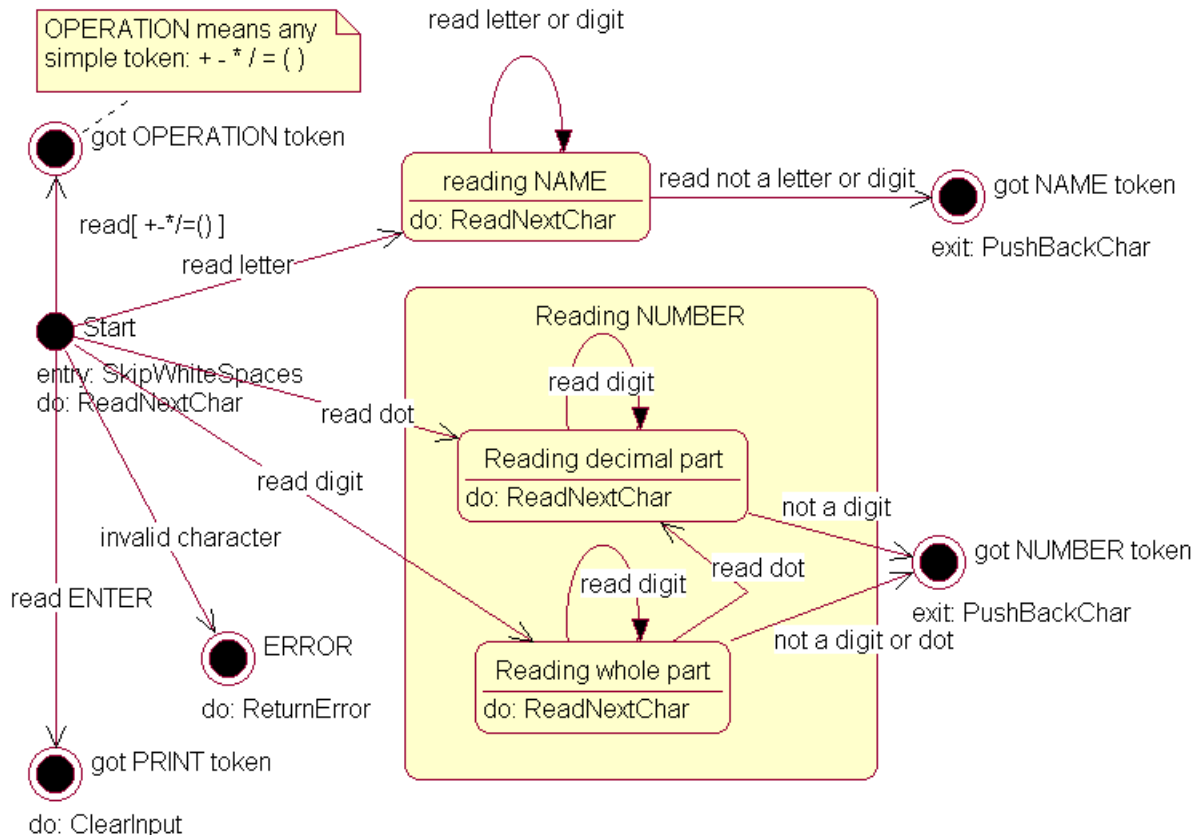 OPERATION means any
simple token: + - * / = ( )
read letter or digit
got OPERATION token
reading NAME
do: ReadNextChar
read not a letter or digit
got NAME token
exit: PushBackChar
read[ +-*/=() ]
read letter
Start
entry: SkipWhiteSpaces
do: ReadNextChar
Reading NUMBER
read digit
read dot
Reading decimal part
do: ReadNextChar
read digit
not a digit
invalid character
got NUMBER token
exit: PushBackChar
read digit
read dot
read ENTER
not a digit or dot
ERROR
do: ReturnError
Reading whole part
do: ReadNextChar
got PRINT token
do: ClearInput